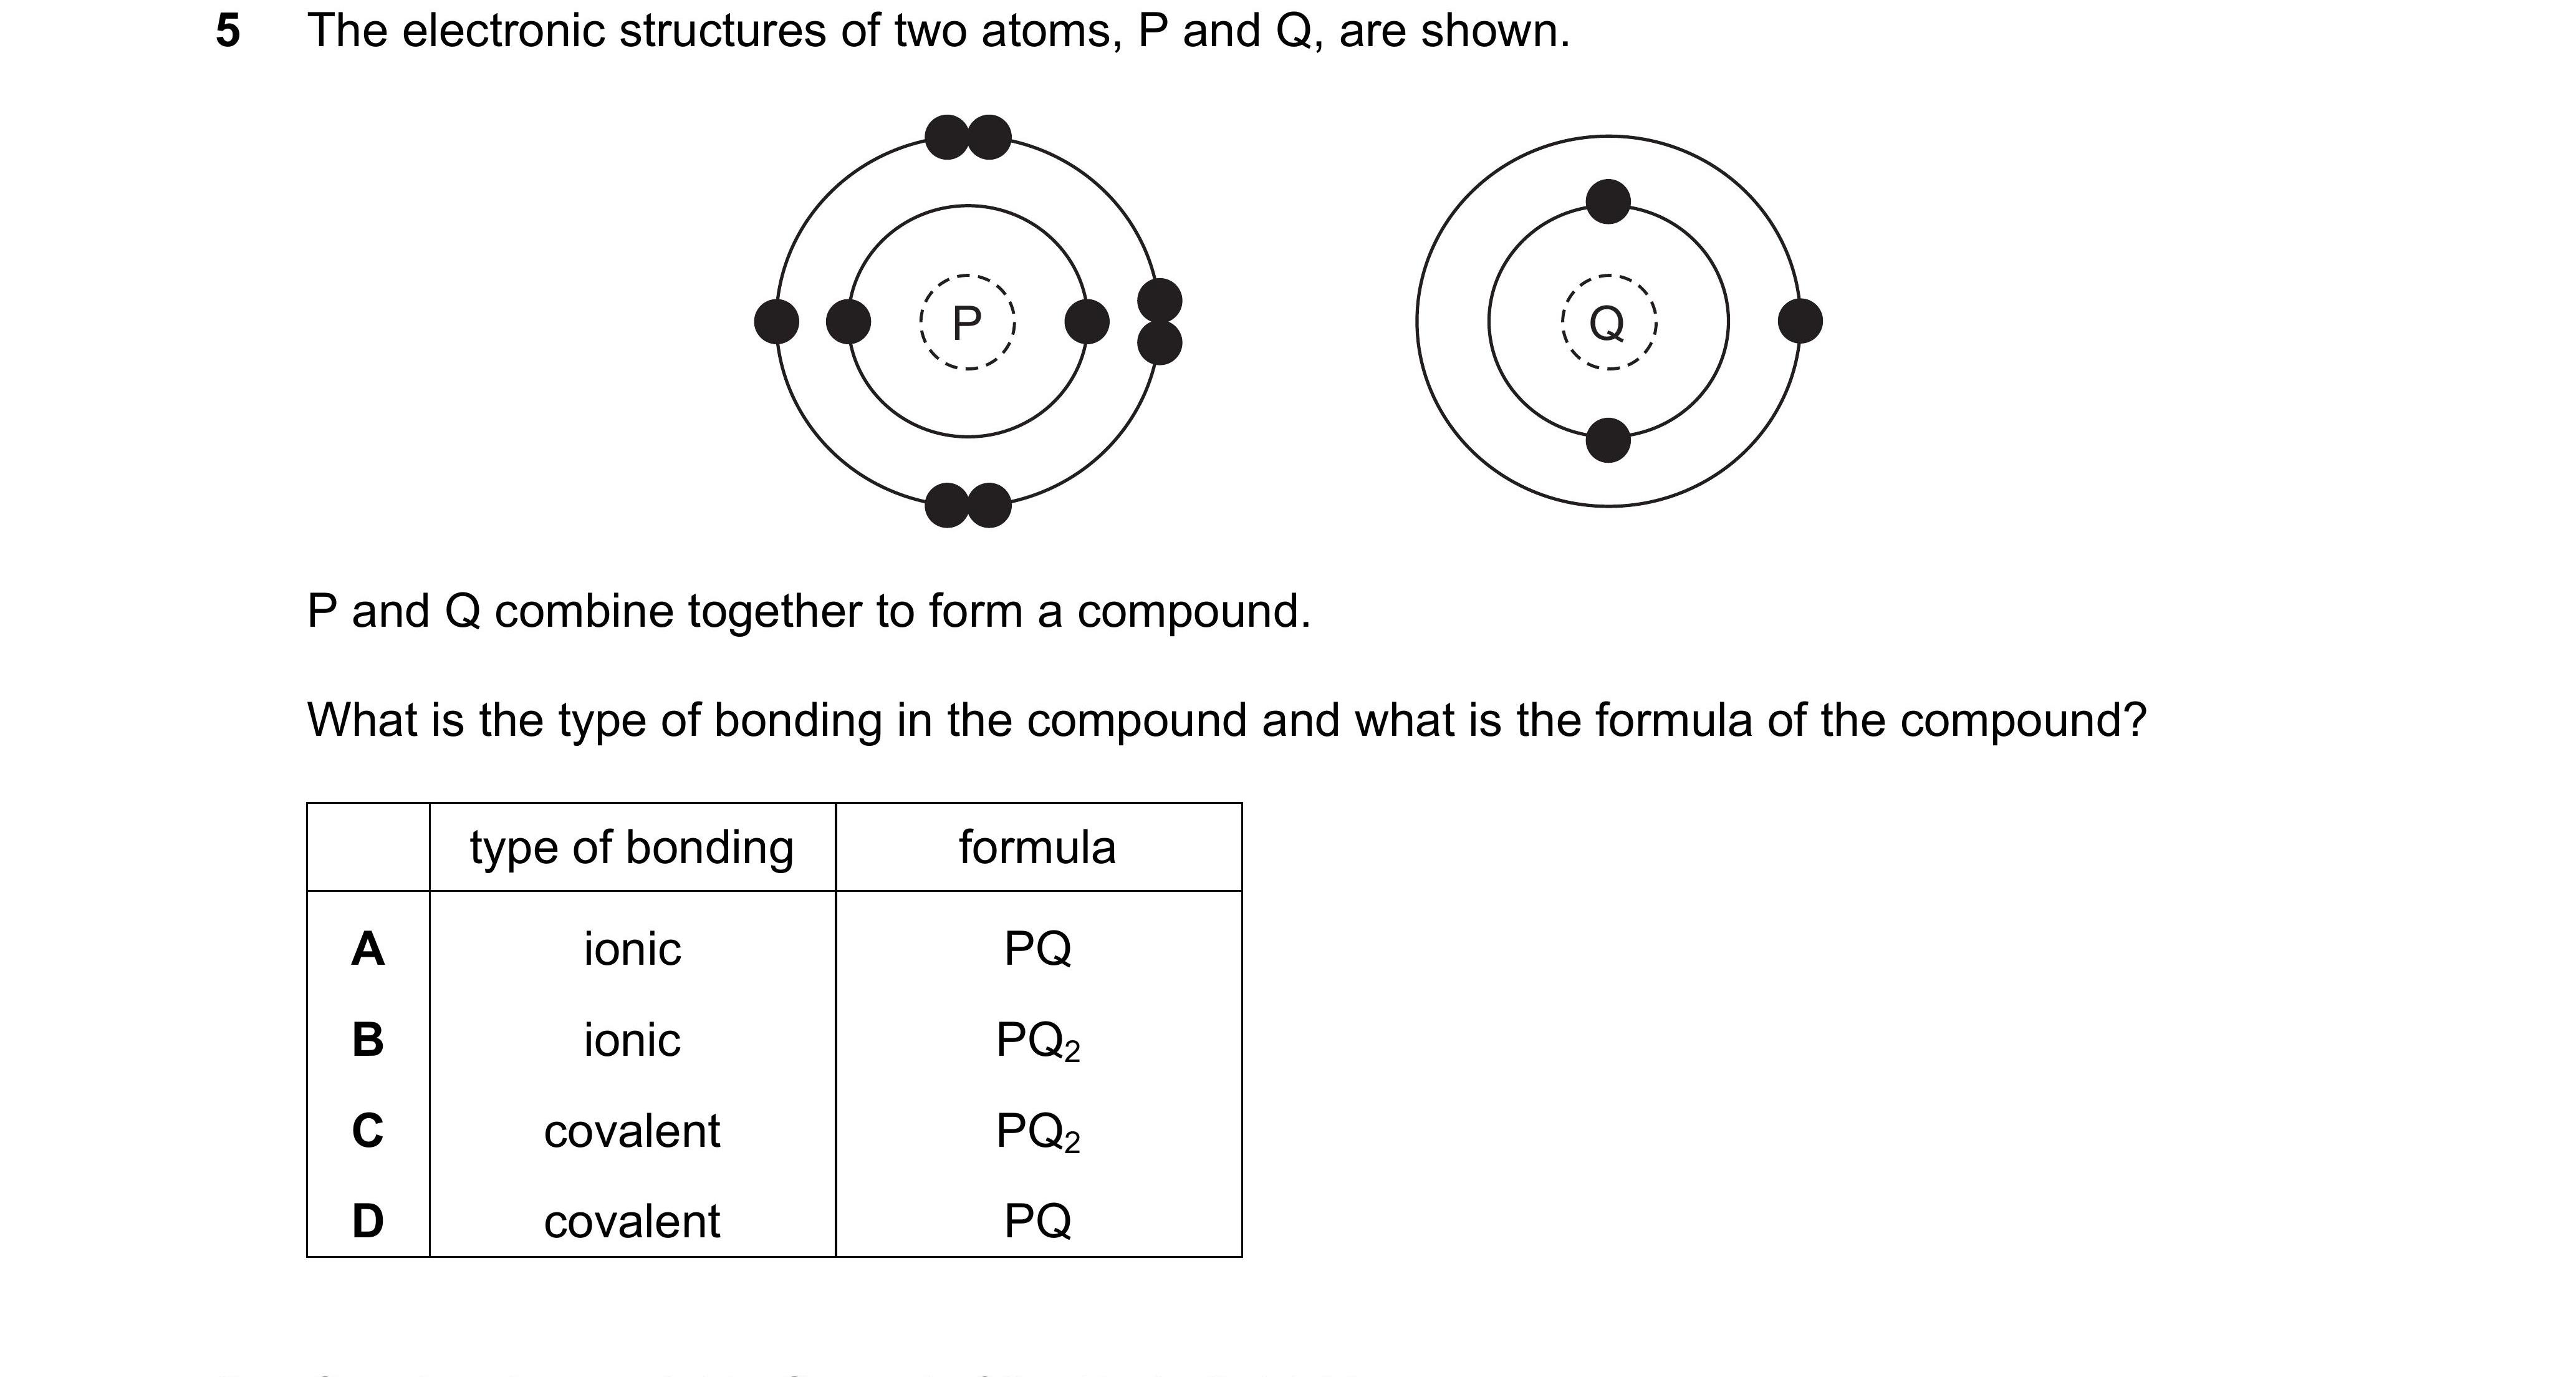 5 The electronic structures of two atoms, P and Q, are shown.
P Q
P and Q combine together to form a compound.
What is the type of bonding in the compound and what is the formula of the compound?
type of bonding formula
A ionic PQ
B ionic PQ₂
C covalent PQ₂
D covalent PQ